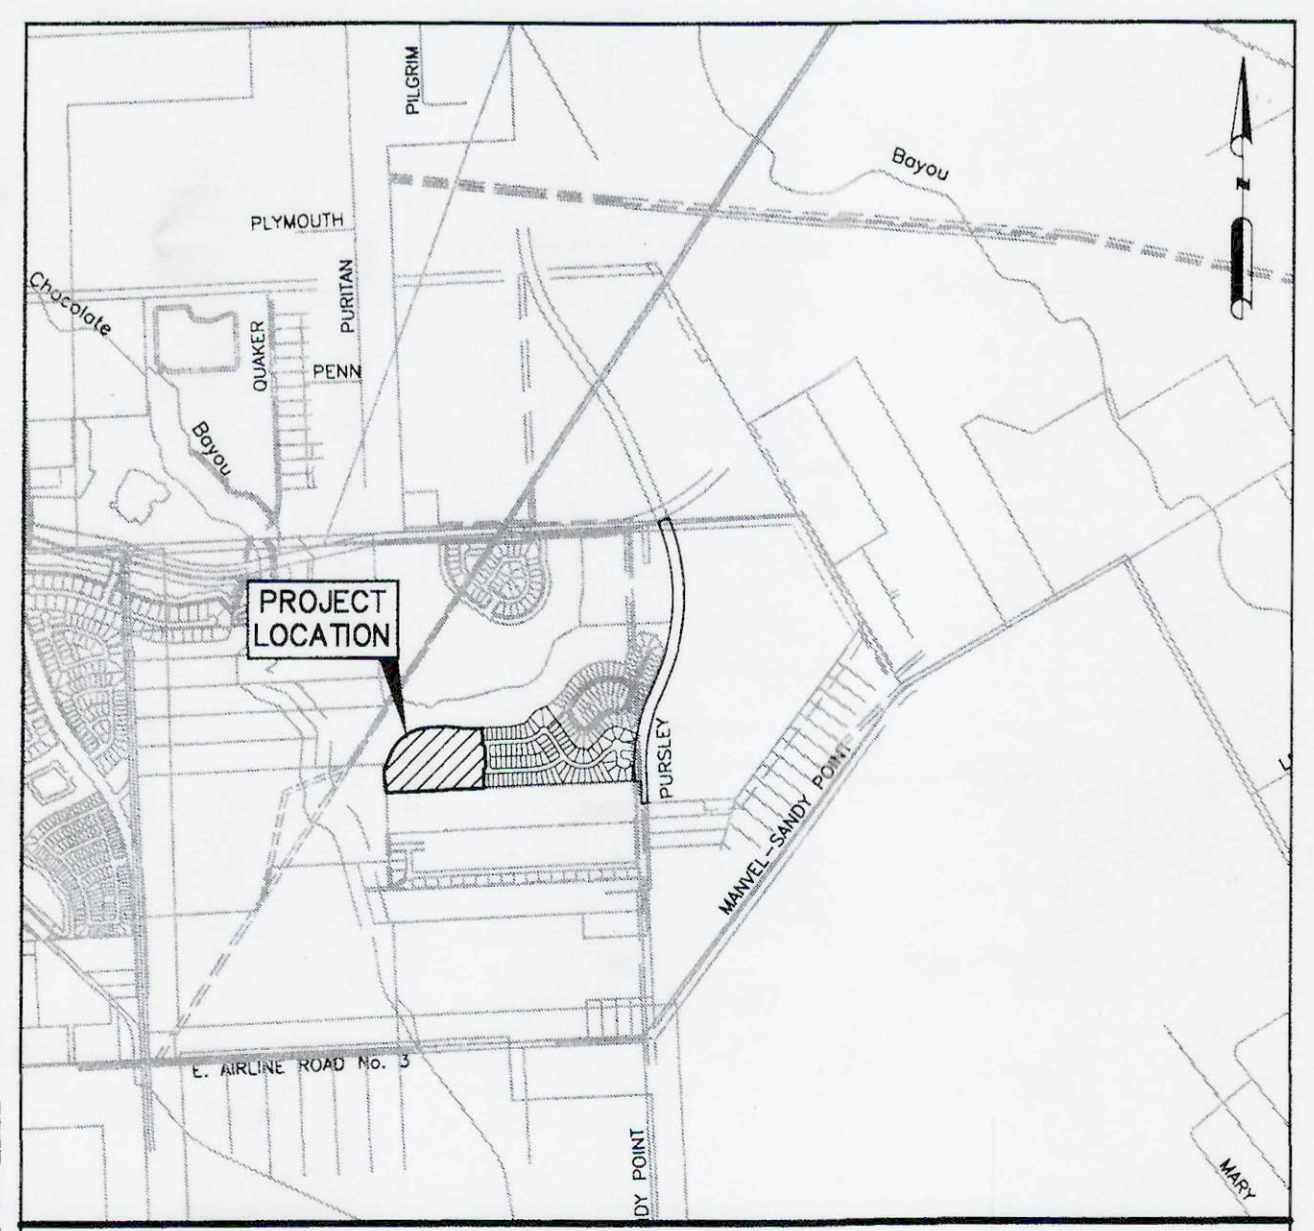 PILGRIM
Bayou
N
PLYMOUTH
PURITAN
Chocolate
QUAKER
PENN
Bayou
PROJECT
LOCATION
PURSLEY
MANVEL-SANDY POINT
E. AIRLINE ROAD No. 3
DY POINT
MARY